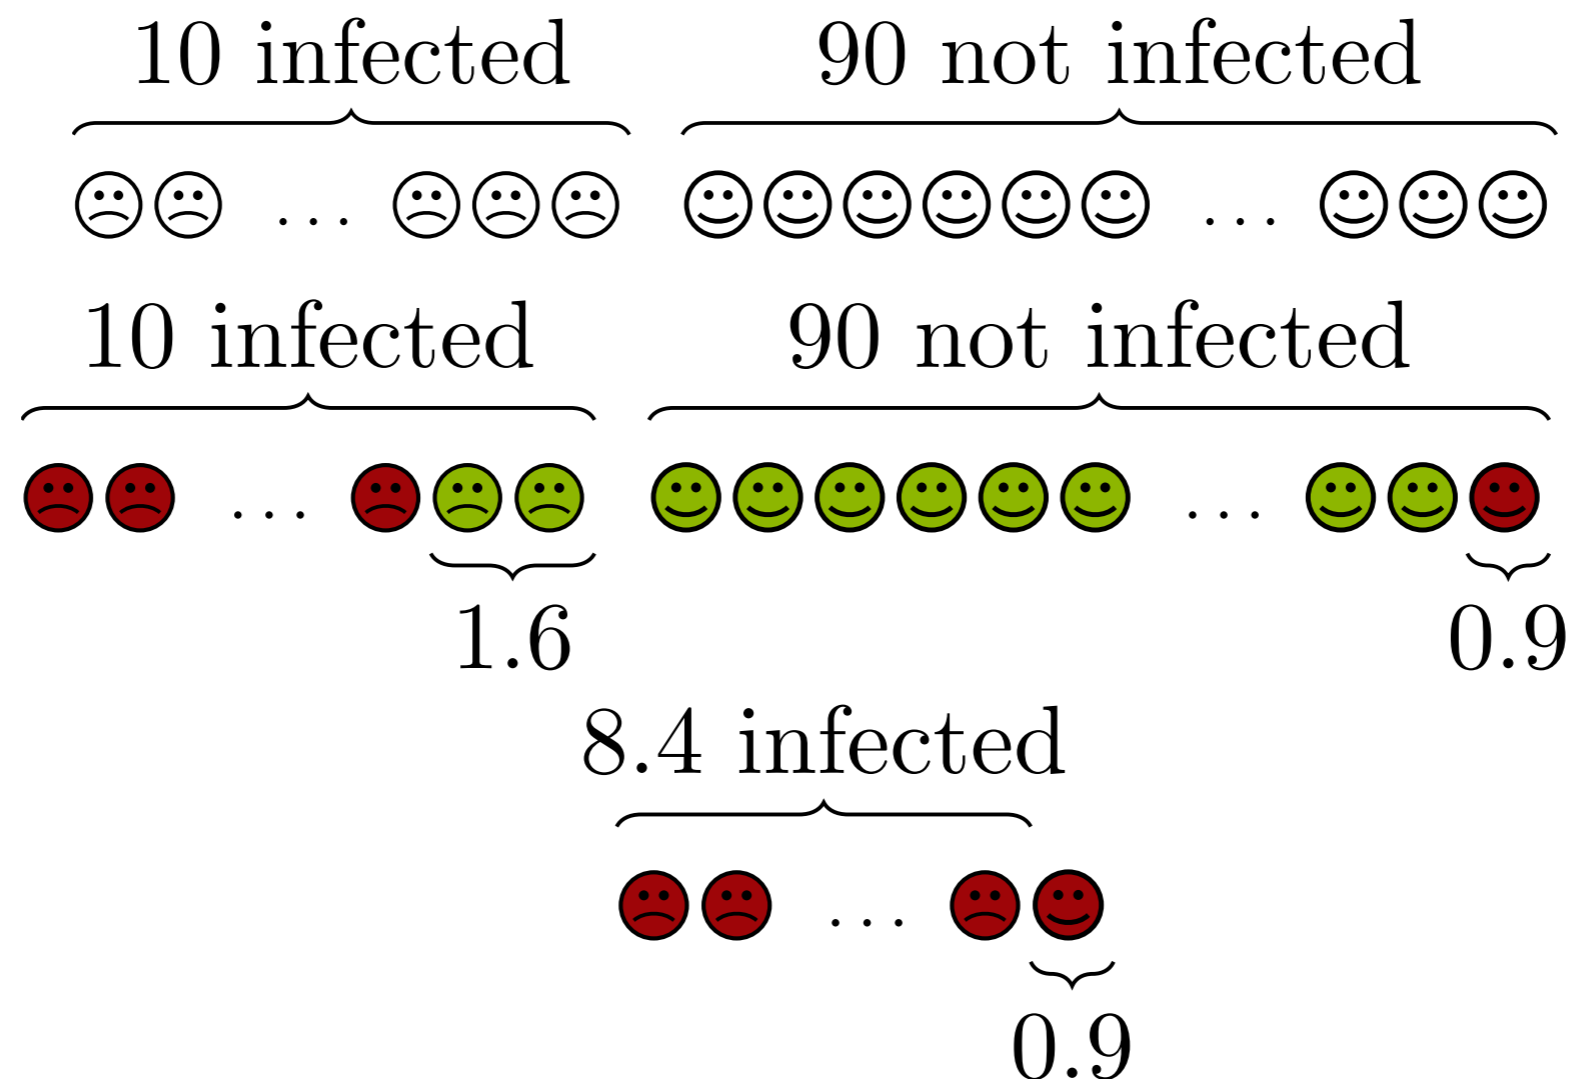 10 infected 90 not infected
... ...
10 infected 90 not infected
... ...
1.6 0.9
8.4 infected
...
0.9